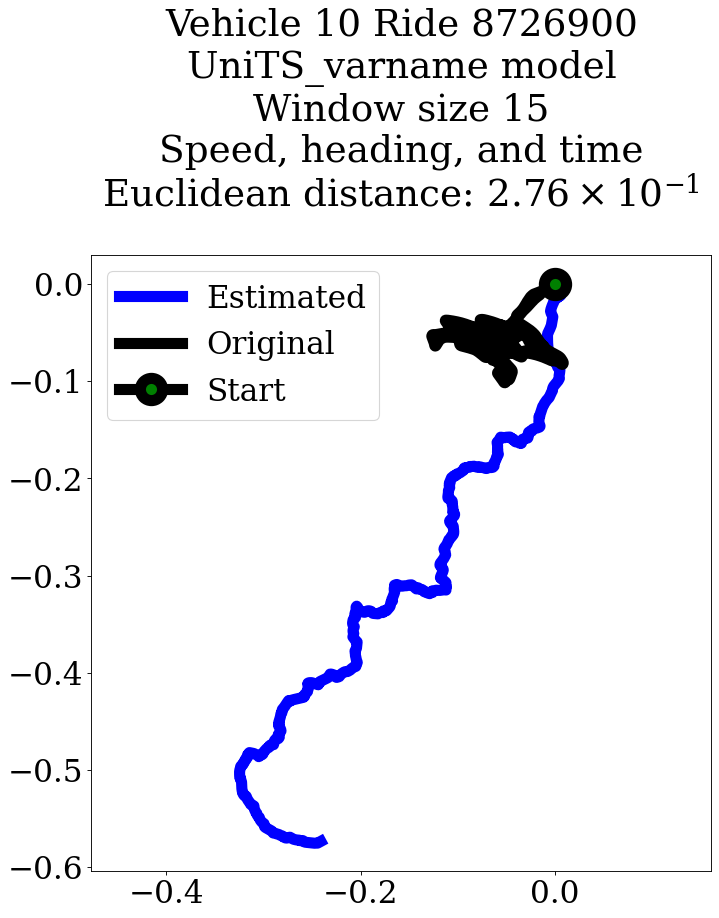 Vehicle 10 Ride 8726900
UniTS_varname model
Window size 15
Speed, heading, and time
Euclidean distance: 2.76 × 10⁻¹
Estimated
Original
Start
0.0
−0.1
−0.2
−0.3
−0.4
−0.5
−0.6
−0.4
−0.2
0.0